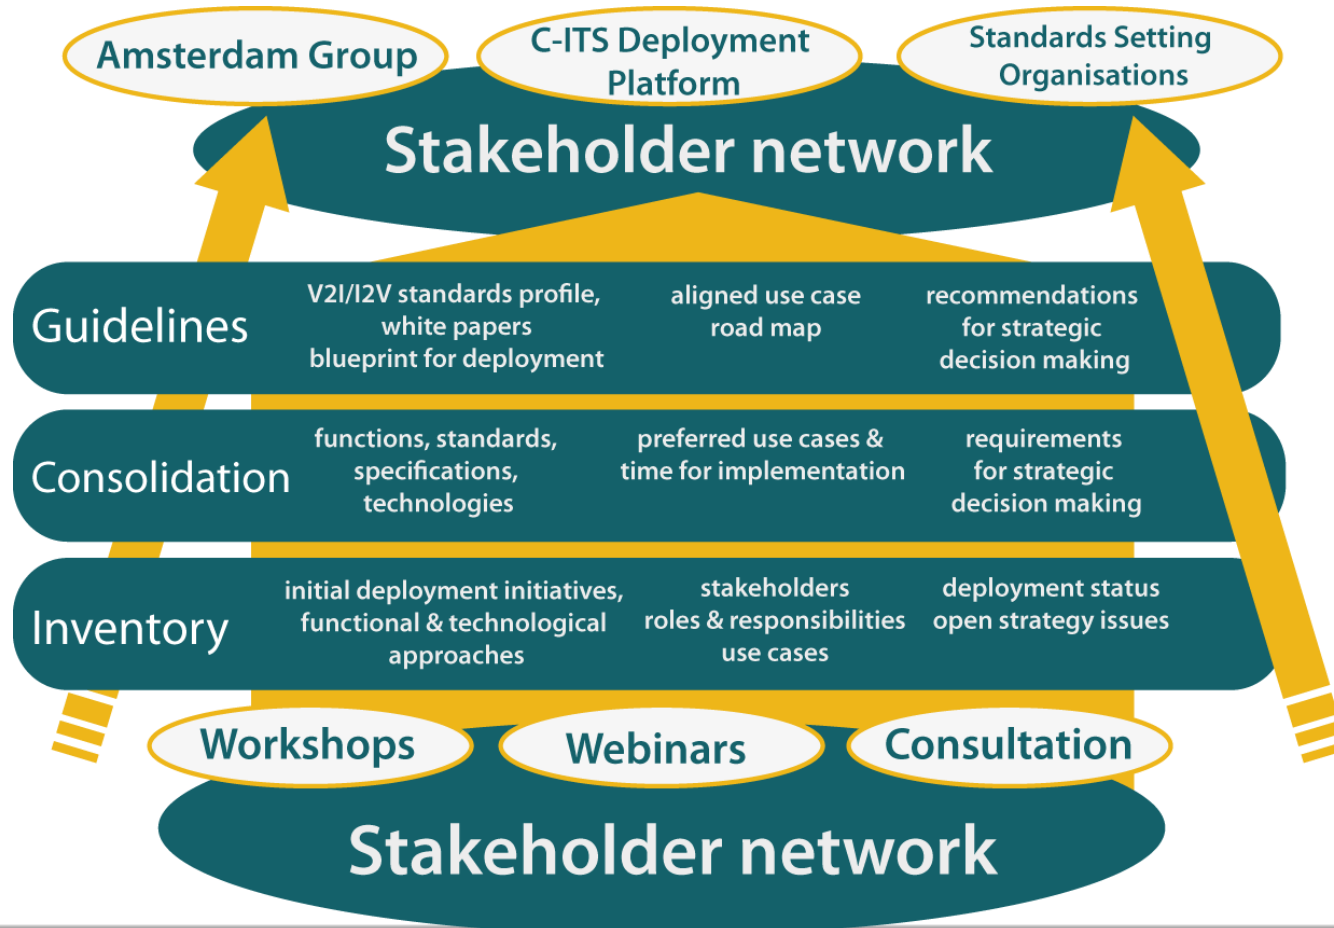 Amsterdam Group
C-ITS Deployment
Platform
Standards Setting
Organisations
Stakeholder network
Guidelines
V2I/I2V standards profile,
white papers
blueprint for deployment
aligned use case
road map
recommendations
for strategic
decision making
Consolidation
functions, standards,
specifications,
technologies
preferred use cases &
time for implementation
requirements
for strategic
decision making
Inventory
initial deployment initiatives,
functional & technological
approaches
stakeholders
roles & responsibilities
use cases
deployment status
open strategy issues
Workshops
Webinars
Consultation
Stakeholder network